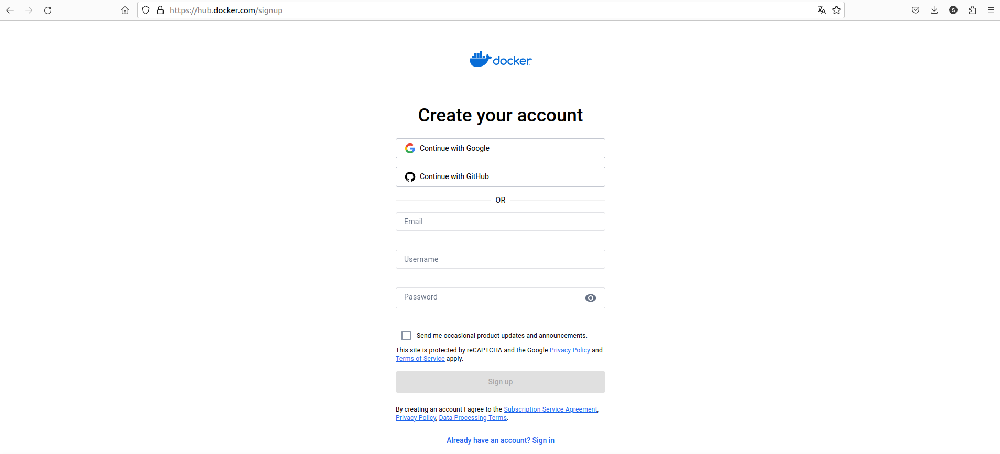 https://hub.docker.com/signup
S
docker
Create your account
Continue with Google
Continue with GitHub
OR
Email
Username
Password
Send me occasional product updates and announcements.
This site is protected by reCAPTCHA and the Google Privacy Policy and
Terms of Service apply.
Sign up
By creating an account I agree to the Subscription Service Agreement,
Privacy Policy, Data Processing Terms.
Already have an account? Sign in